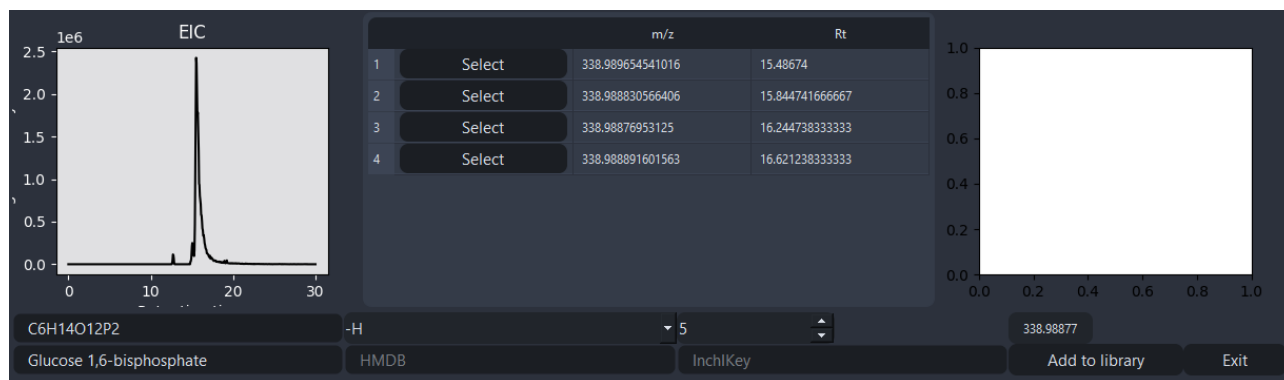 EIC
1e6
2.5
2.0
1.5
1.0
0.5
0.0
0 10 20 30
m/z Rt
1 Select 338.989654541016 15.48674
2 Select 338.988830566406 15.844741666667
3 Select 338.98876953125 16.244738333333
4 Select 338.988891601563 16.621238333333
1.0
0.8
0.6
0.4
0.2
0.0
0.0 0.2 0.4 0.6 0.8 1.0
C6H14O12P2 -H 5 338.98877
Glucose 1,6-bisphosphate HMDB InchIKey Add to library Exit